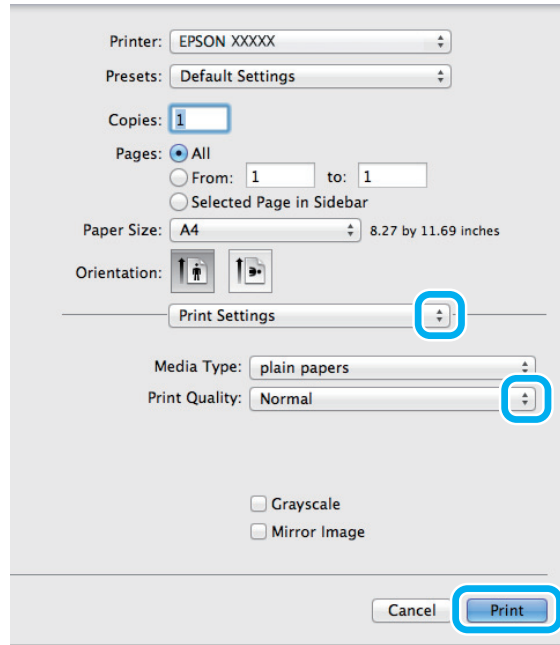 Printer: EPSON XXXXX
Presets: Default Settings
Copies: 1
Pages: All
From: 1 to: 1
Selected Page in Sidebar
Paper Size: A4 8.27 by 11.69 inches
Orientation:
Print Settings
Media Type: plain papers
Print Quality: Normal
Grayscale
Mirror Image
Cancel Print